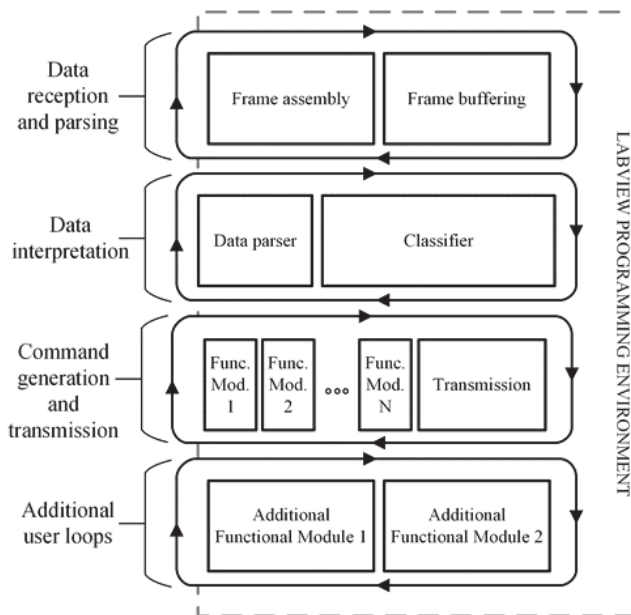 Data
reception
and parsing
Frame assembly
Frame buffering
Data
interpretation
Data parser
Classifier
Command
generation
and
transmission
Func.
Mod.
1
Func.
Mod.
2
Func.
Mod.
N
Transmission
Additional
user loops
Additional
Functional Module 1
Additional
Functional Module 2
LABVIEW PROGRAMMING ENVIRONMENT